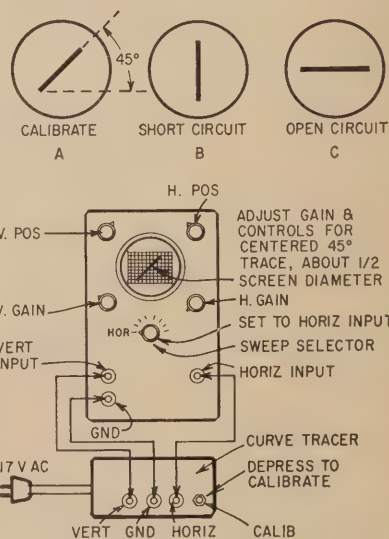 45°
CALIBRATE
SHORT CIRCUIT
OPEN CIRCUIT
A
B
C
H. POS
V. POS
ADJUST GAIN &
CONTROLS FOR
CENTERED 45°
TRACE, ABOUT 1/2
SCREEN DIAMETER
V. GAIN
H. GAIN
HOR
SET TO HORIZ INPUT
SWEEP SELECTOR
VERT
INPUT
HORIZ INPUT
GND
CURVE TRACER
17 V AC
DEPRESS TO
CALIBRATE
VERT
GND
HORIZ
CALIB